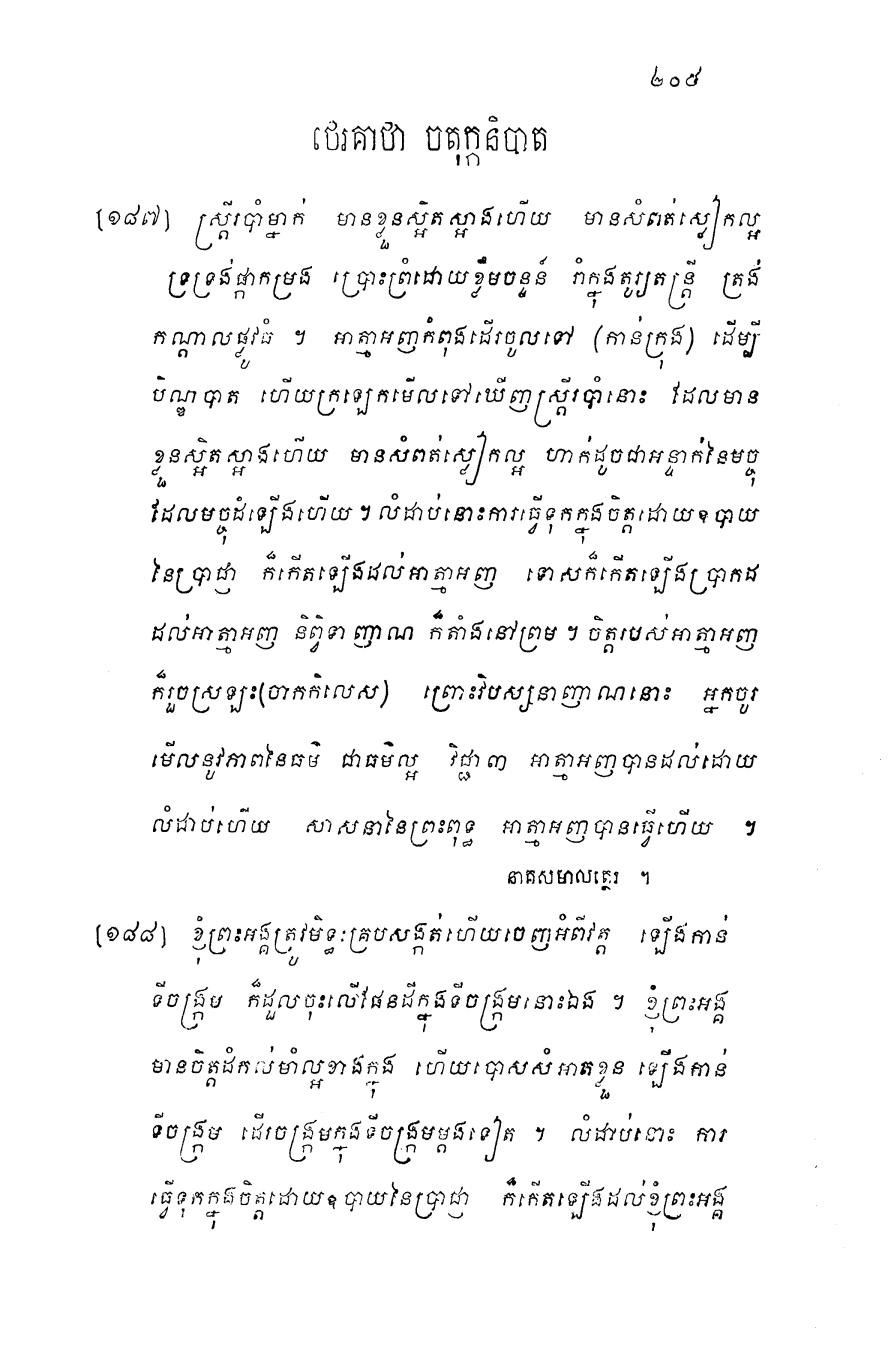 ២០៥
ថេរគាថា ចតុក្កនិបាត
[១៨៧] ស្ត្រីរបាំម្នាក់ មានខ្លួនស្អិតស្អាងហើយ មានសំពត់ស្លៀកល្អ
ទ្រទ្រង់ផ្កាកម្រង ប្រោះព្រំដោយខ្លឹមចន្ទន៍ រាំក្នុងតូរ្យតន្ត្រី ត្រង់
កណ្តាលផ្លូវធំ ។ អាត្មាអញកំពុងដើរចូលទៅ (កាន់ក្រុង) ដើម្បី
បិណ្ឌបាត ហើយក្រឡេកមើលទៅឃើញស្ត្រីរបាំនោះ ដែលមាន
ខ្លួនស្អិតស្អាងហើយ មានសំពត់ស្លៀកល្អ ហាក់ដូចជាអន្ទាក់នៃមច្ចុ
ដែលមច្ចុដំឡើងហើយ ។ លំដាប់នោះការធ្វើទុកក្នុងចិត្តដោយឧបាយ
នៃប្រាជ្ញា ក៏កើតឡើងដល់អាត្មាអញ ទោសក៏កើតឡើងប្រាកដ
ដល់អាត្មាអញ និព្វិទាញាណ ក៏តាំងនៅព្រម ។ ចិត្តរបស់អាត្មាអញ
ក៏រួចស្រឡះ(ចាកកិលេស) ព្រោះវិបស្សនាញាណនោះ អ្នកចូរ
មើលនូវភាពនៃធម៌ ជាធម៌ល្អ វិជ្ជា ៣ អាត្មាអញបានដល់ដោយ
លំដាប់ហើយ សាសនានៃព្រះពុទ្ធ អាត្មាអញបានធ្វើហើយ ។
នាគសមាលត្ថេរ ។
[១៨៨] ខ្ញុំព្រះអង្គត្រូវមិទ្ធៈគ្របសង្កត់ហើយចេញអំពីវត្ត ឡើងកាន់
ទីចង្ក្រម ក៏ដួលចុះលើផែនដីក្នុងទីចង្ក្រមនោះឯង ។ ខ្ញុំព្រះអង្គ
មានចិត្តដំកល់មាំល្អខាងក្នុង ហើយបោសសំអាតខ្លួន ឡើងកាន់
ទីចង្ក្រម ដើរចង្ក្រមក្នុងទីចង្ក្រមម្តងទៀត ។ លំដាប់នោះ ការ
ធ្វើទុកក្នុងចិត្តដោយឧបាយនៃប្រាជ្ញា ក៏កើតឡើងដល់ខ្ញុំព្រះអង្គ